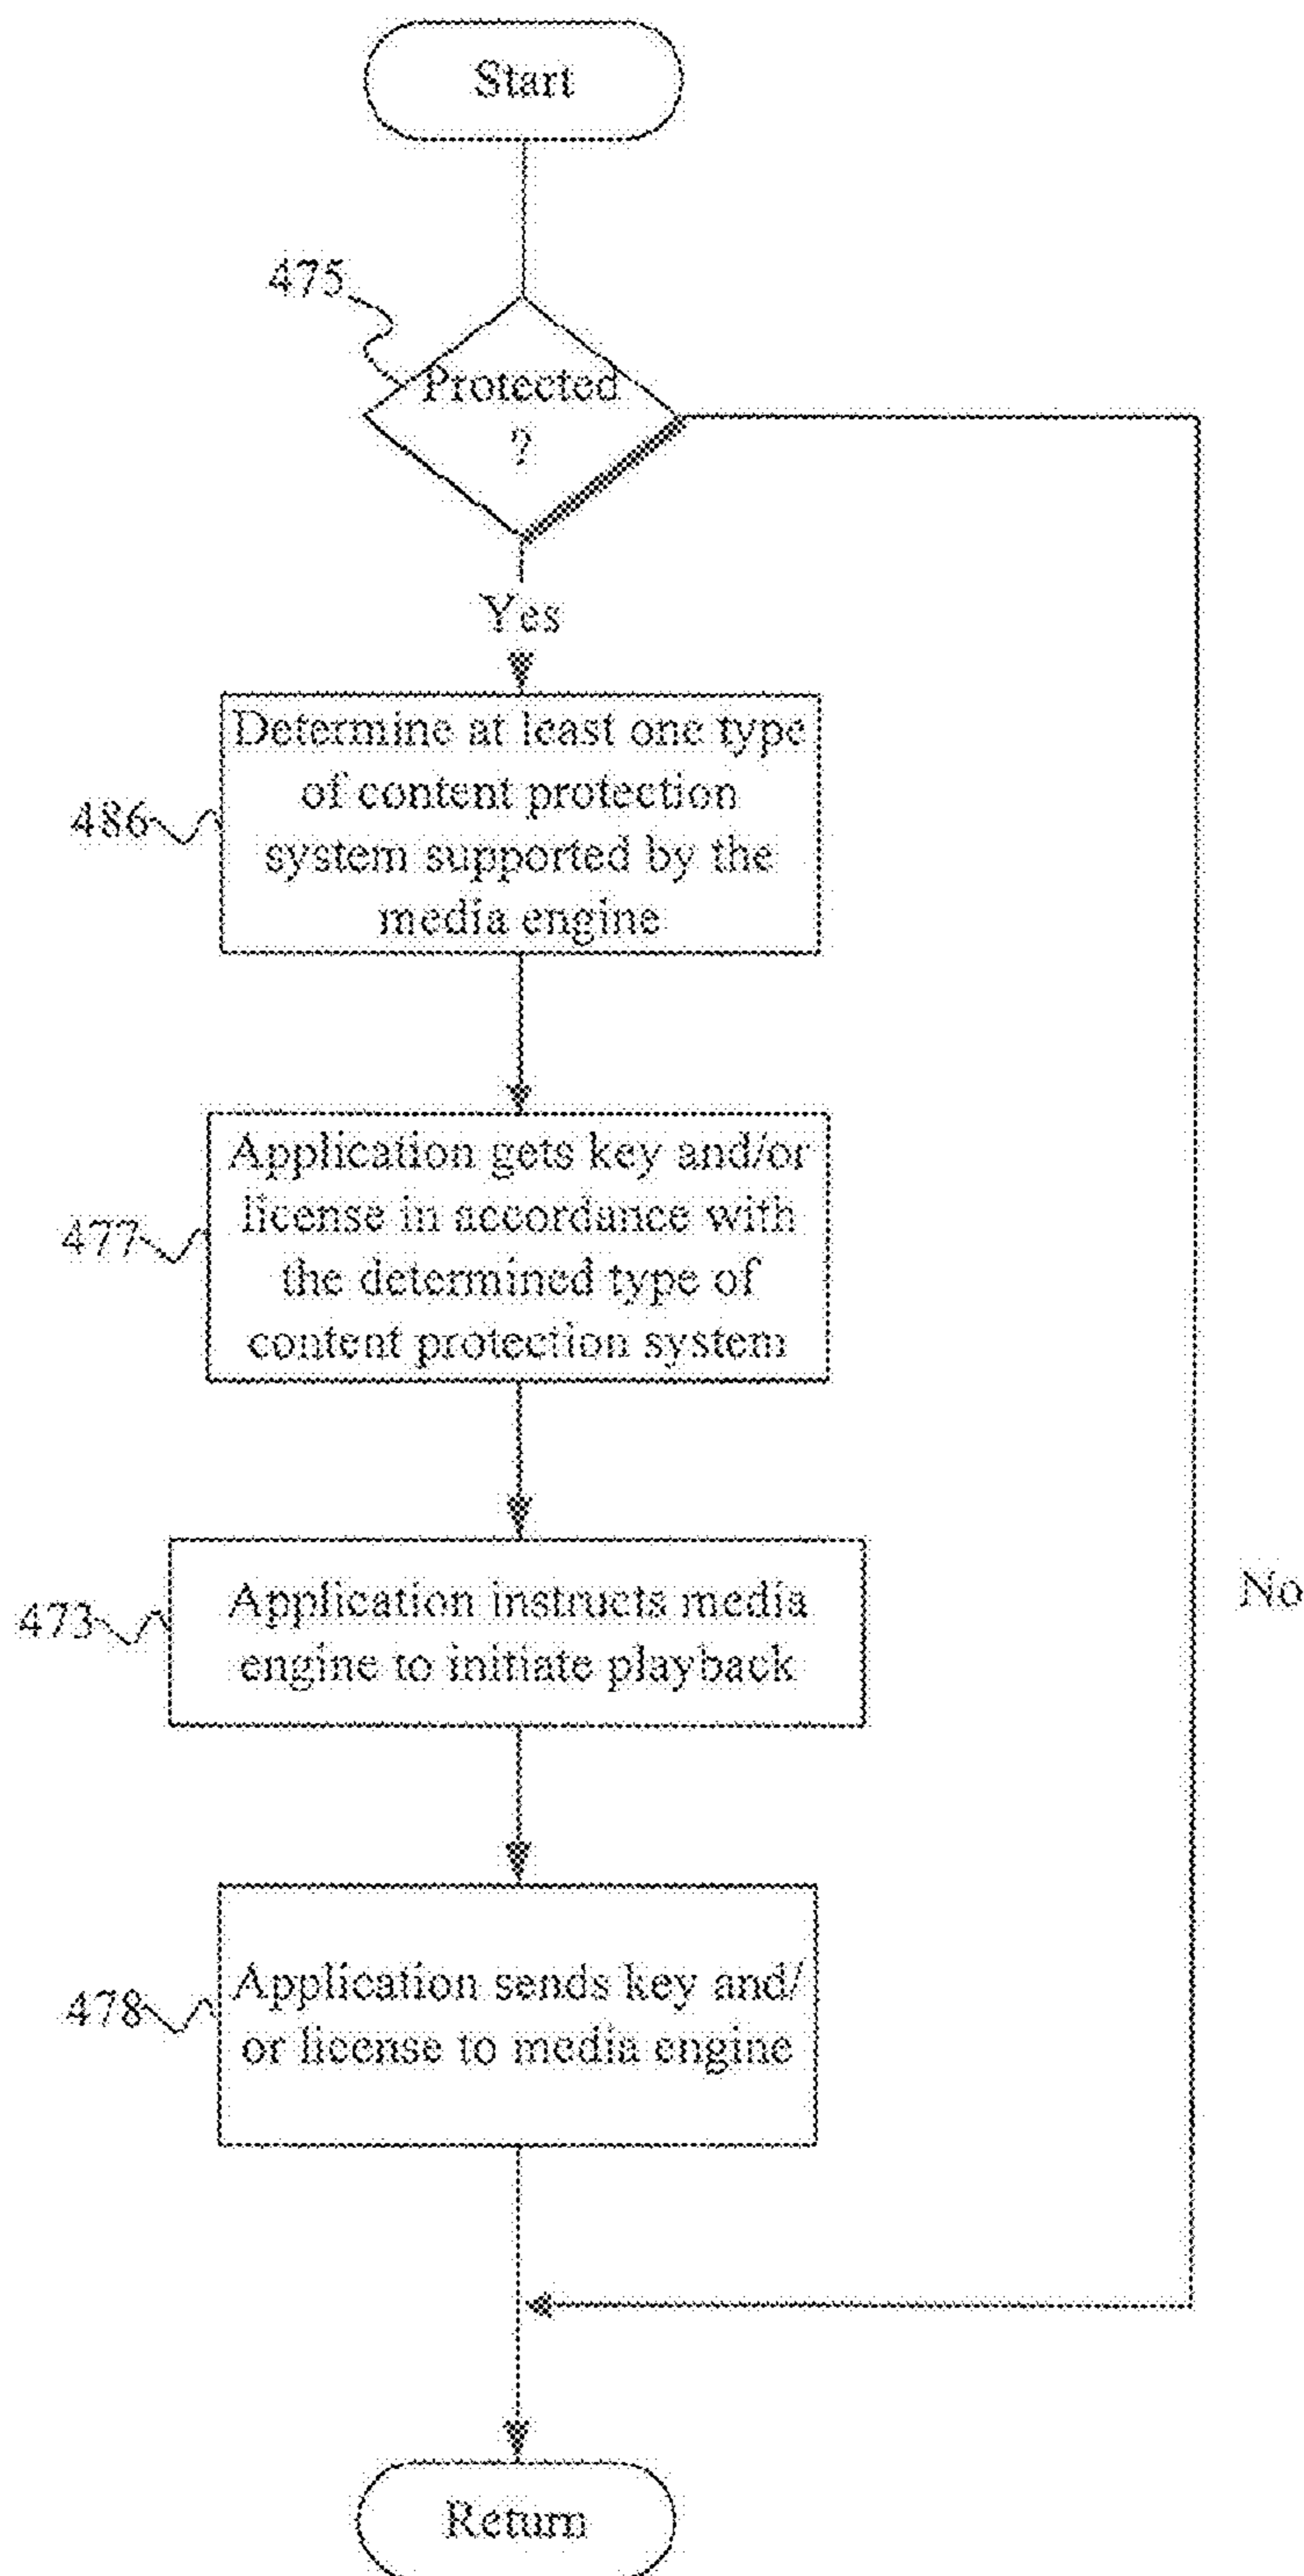 Start
475
Protected
?
Yes
486
Determine at least one type
of content protection
system supported by the
media engine
477
Application gets key and/or
license in accordance with
the determined type of
content protection system
473
Application instructs media
engine to initiate playback
No
478
Application sends key and/
or license to media engine
Return